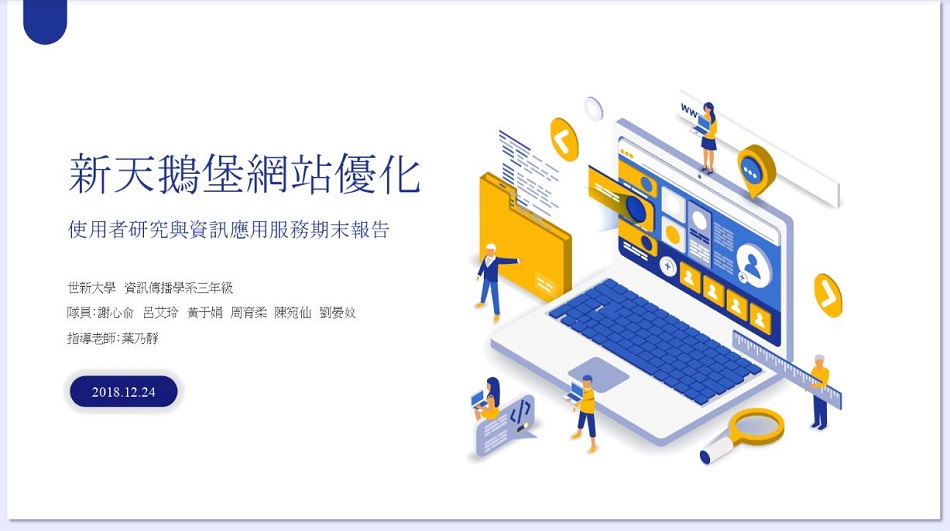 新天鵝堡網站優化
使用者研究與資訊應用服務期末報告
世新大學 資訊傳播學系三年級
隊員:謝心俞 呂艾玲 黃于娟 周育柔 陳宛仙 劉晏妏
指導老師:葉乃靜
2018.12.24
WWW